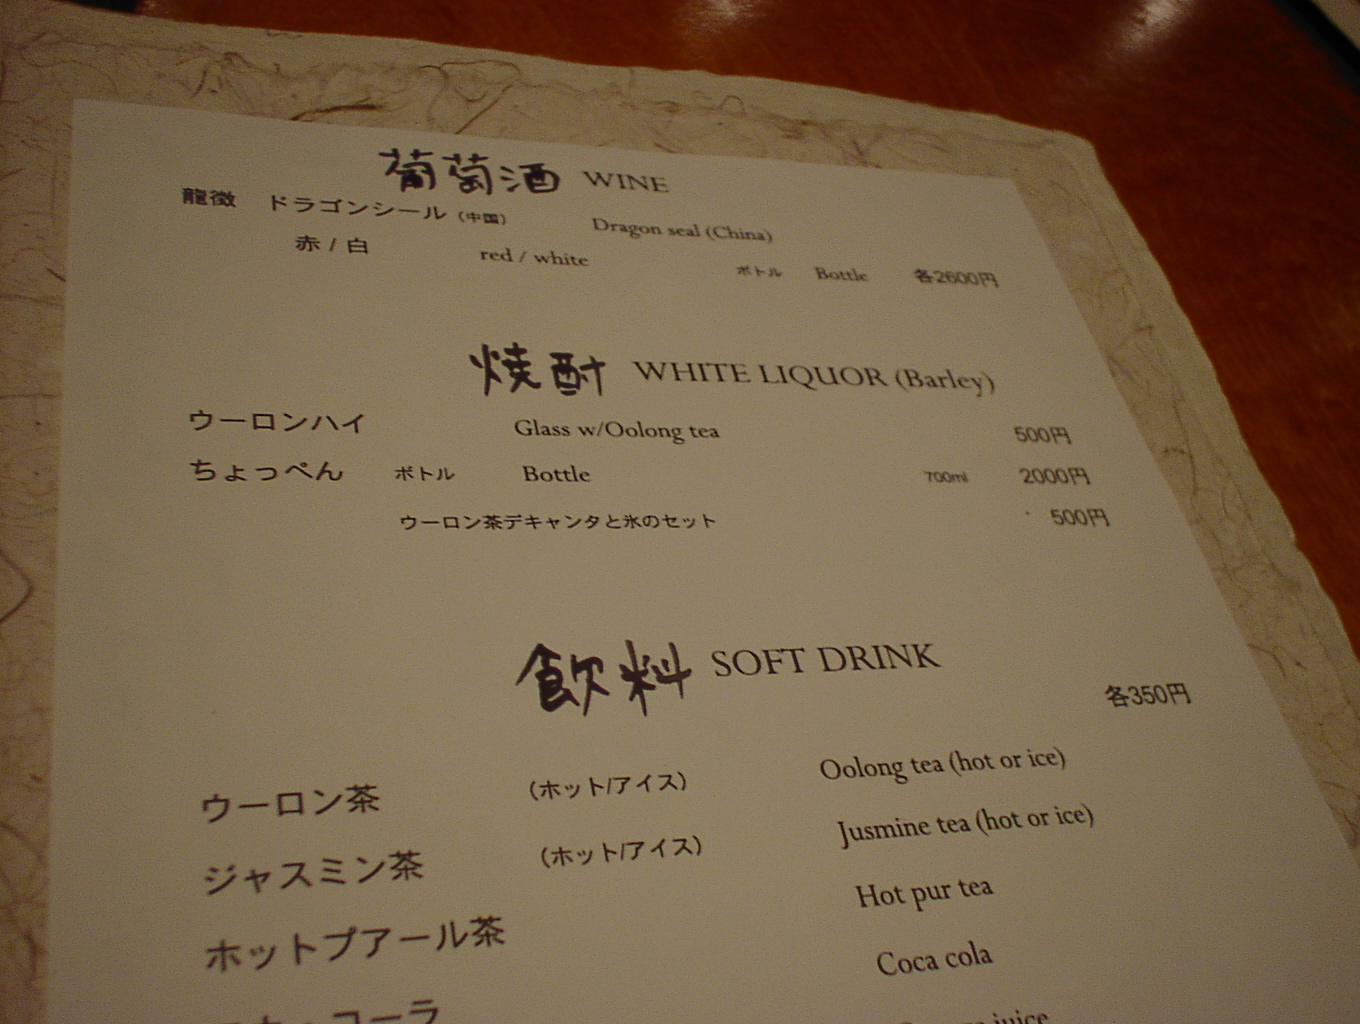 葡萄酒 WINE
龍徴 ドラゴンシール (中国) Dragon seal (China)
赤 / 白 red / white
ボトル Bottle 各2600円
焼酎 WHITE LIQUOR (Barley)
ウーロンハイ Glass w/Oolong tea 500円
ちょっぺん ボトル Bottle 700ml 2000円
ウーロン茶デキャンタと氷のセット 500円
飲料 SOFT DRINK
各350円
ウーロン茶 (ホット/アイス) Oolong tea (hot or ice)
ジャスミン茶 (ホット/アイス) Jusmine tea (hot or ice)
ホットプアール茶 Hot pur tea
コーラ Coca cola
juice